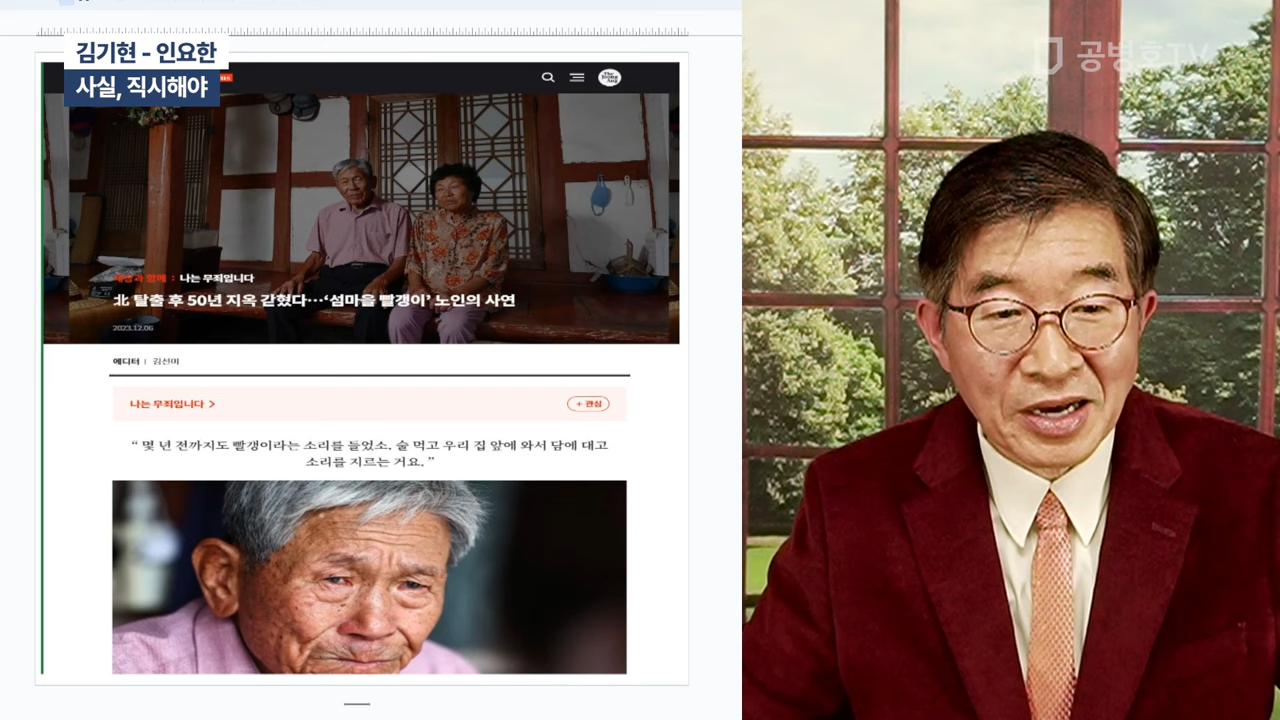 김기현 - 인요한
사실, 직시해야
공병호TV
The JoongAng
나는 무죄입니다
北 탈출 후 50년 지옥 갇혔다…‘섬마을 빨갱이’ 노인의 사연
2023.12.06
에디터 | 김선미
나는 무죄입니다 >
+ 관심
“ 몇 년 전까지도 빨갱이라는 소리를 들었소. 술 먹고 우리 집 앞에 와서 담에 대고
소리를 지르는 거요. ”